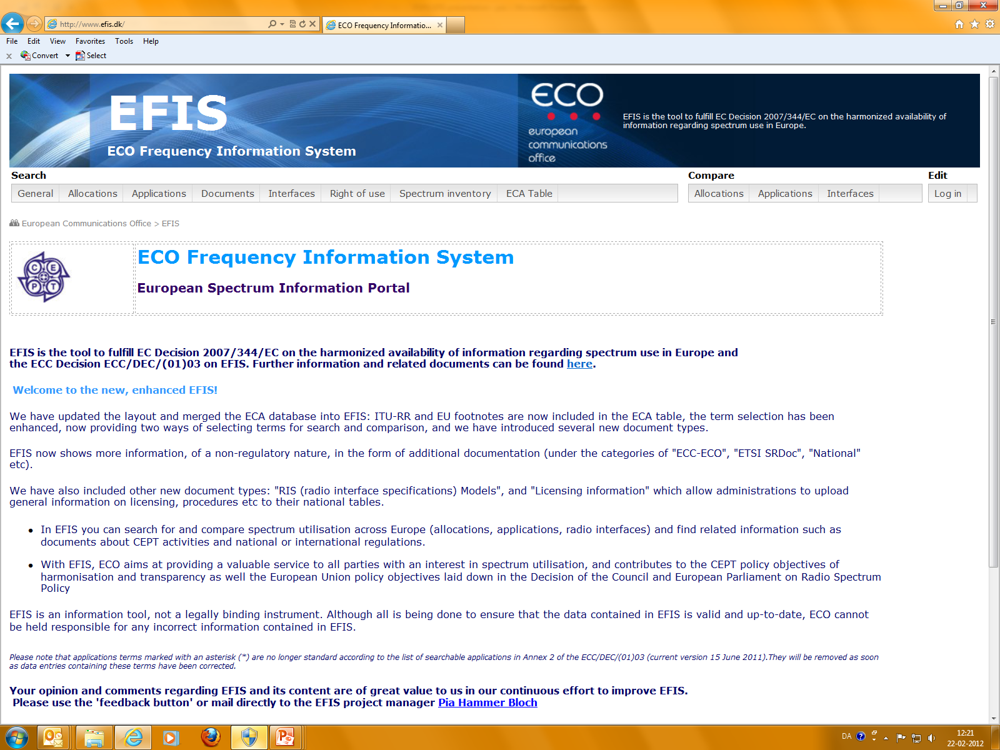 http://www.efis.dk/
ECO Frequency Informatio...
File Edit View Favorites Tools Help
x Convert Select
EFIS
ECO Frequency Information System
ECO
european
communications
office
EFIS is the tool to fulfill EC Decision 2007/344/EC on the harmonized availability of
information regarding spectrum use in Europe.
Search Compare Edit
General Allocations Applications Documents Interfaces Right of use Spectrum inventory ECA Table Allocations Applications Interfaces Log in
European Communications Office > EFIS
C E
P T
ECO Frequency Information System
European Spectrum Information Portal
EFIS is the tool to fulfill EC Decision 2007/344/EC on the harmonized availability of information regarding spectrum use in Europe and
the ECC Decision ECC/DEC/(01)03 on EFIS. Further information and related documents can be found here.
Welcome to the new, enhanced EFIS!
We have updated the layout and merged the ECA database into EFIS: ITU-RR and EU footnotes are now included in the ECA table, the term selection has been
enhanced, now providing two ways of selecting terms for search and comparison, and we have introduced several new document types.
EFIS now shows more information, of a non-regulatory nature, in the form of additional documentation (under the categories of "ECC-ECO", "ETSI SRDoc", "National"
etc).
We have also included other new document types: "RIS (radio interface specifications) Models", and "Licensing information" which allow administrations to upload
general information on licensing, procedures etc to their national tables.
• In EFIS you can search for and compare spectrum utilisation across Europe (allocations, applications, radio interfaces) and find related information such as
documents about CEPT activities and national or international regulations.
• With EFIS, ECO aims at providing a valuable service to all parties with an interest in spectrum utilisation, and contributes to the CEPT policy objectives of
harmonisation and transparency as well the European Union policy objectives laid down in the Decision of the Council and European Parliament on Radio Spectrum
Policy
EFIS is an information tool, not a legally binding instrument. Although all is being done to ensure that the data contained in EFIS is valid and up-to-date, ECO cannot
be held responsible for any incorrect information contained in EFIS.
Please note that applications terms marked with an asterisk (*) are no longer standard according to the list of searchable applications in Annex 2 of the ECC/DEC/(01)03 (current version 15 June 2011).They will be removed as soon
as data entries containing these terms have been corrected.
Your opinion and comments regarding EFIS and its content are of great value to us in our continuous effort to improve EFIS.
Please use the 'feedback button' or mail directly to the EFIS project manager Pia Hammer Bloch
DA
12:21
22-02-2012